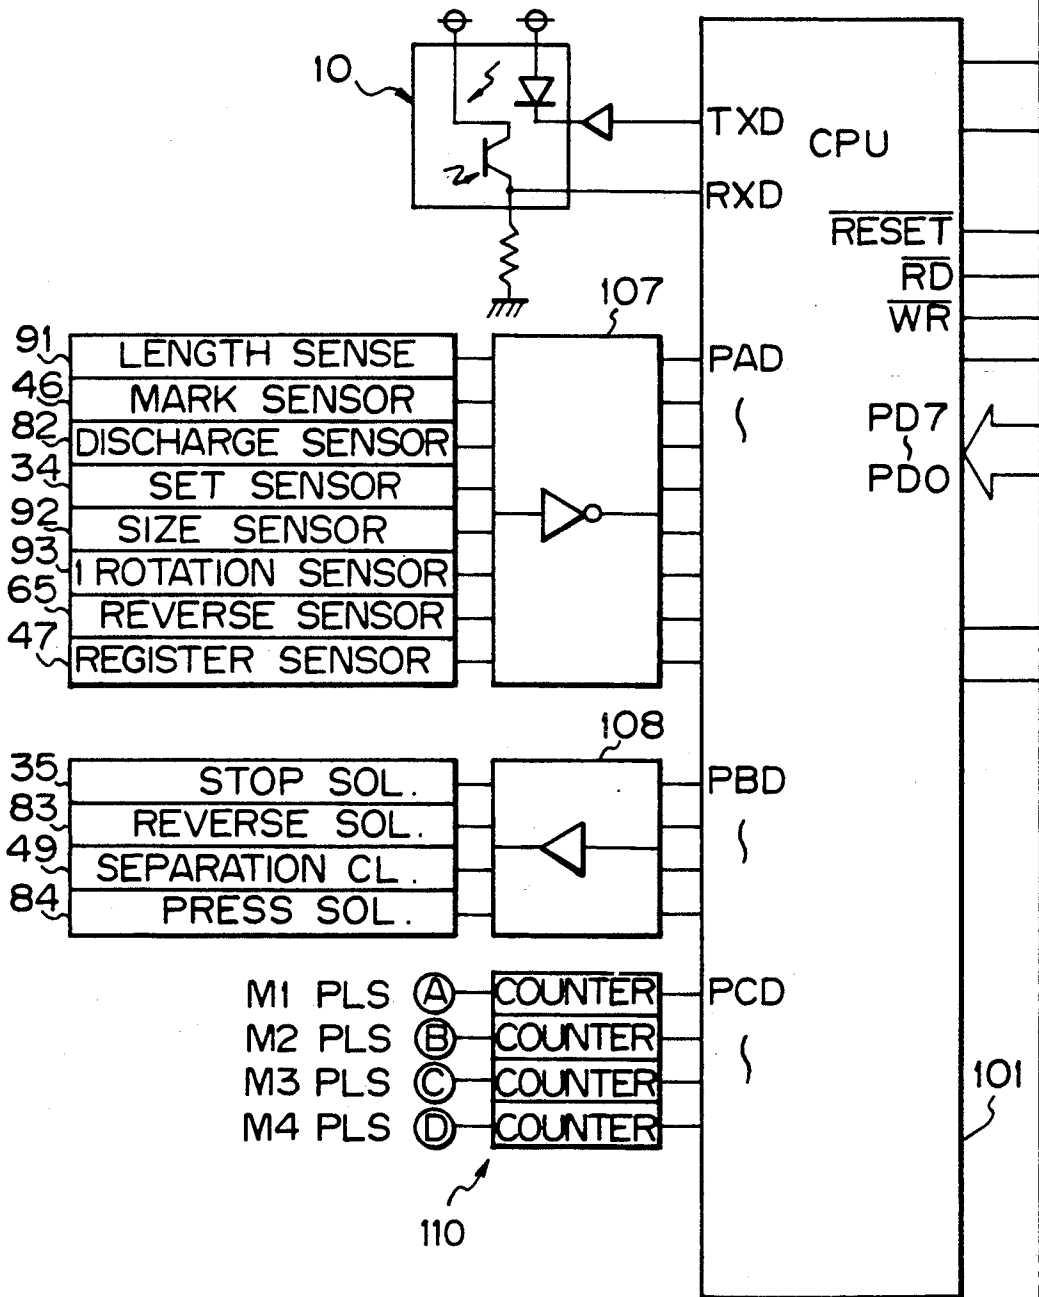 10
TXD
CPU
RXD
RESET
RD
WR
107
91 LENGTH SENSE
PAD
46 MARK SENSOR
82 DISCHARGE SENSOR
PD7
34 SET SENSOR
PD0
92 SIZE SENSOR
93 1 ROTATION SENSOR
65 REVERSE SENSOR
47 REGISTER SENSOR
108
35 STOP SOL.
PBD
83 REVERSE SOL.
49 SEPARATION CL.
84 PRESS SOL.
M1 PLS A COUNTER
PCD
M2 PLS B COUNTER
M3 PLS C COUNTER
101
M4 PLS D COUNTER
110